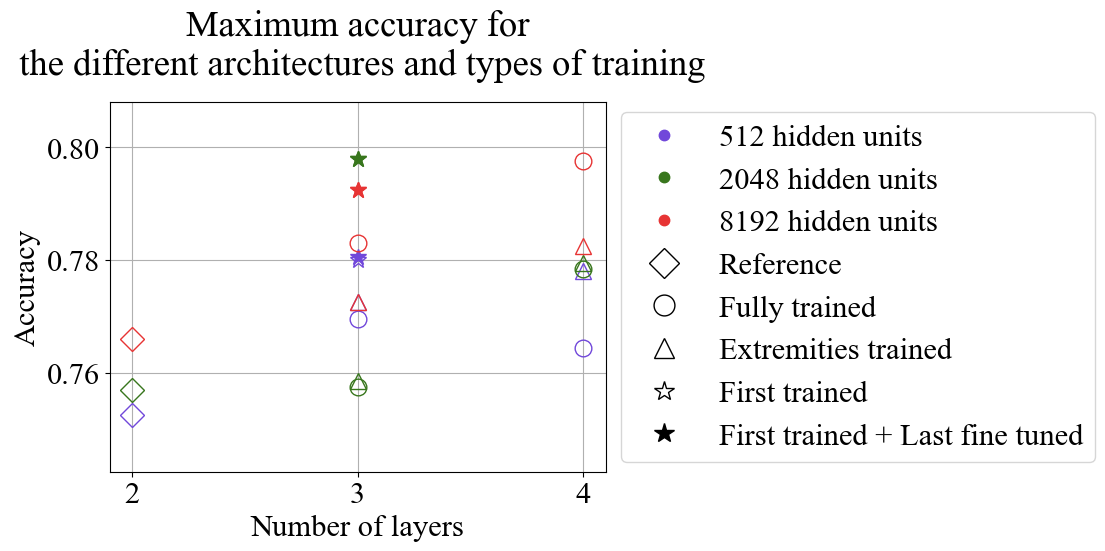 Maximum accuracy for
the different architectures and types of training
0.80
0.78
0.76
Accuracy
2
3
4
Number of layers
512 hidden units
2048 hidden units
8192 hidden units
Reference
Fully trained
Extremities trained
First trained
First trained + Last fine tuned